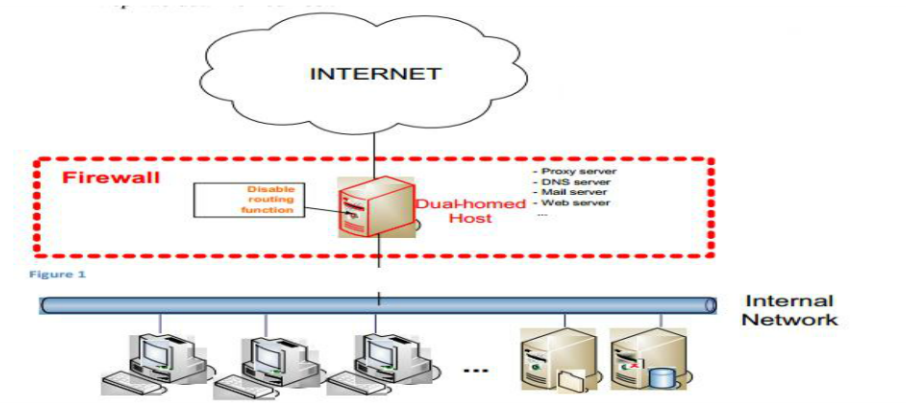 INTERNET
Firewall
Disable
routing
function
Dual-homed
Host
- Proxy server
- DNS server
- Mail server
- Web server
...
Figure 1
Internal
Network
...